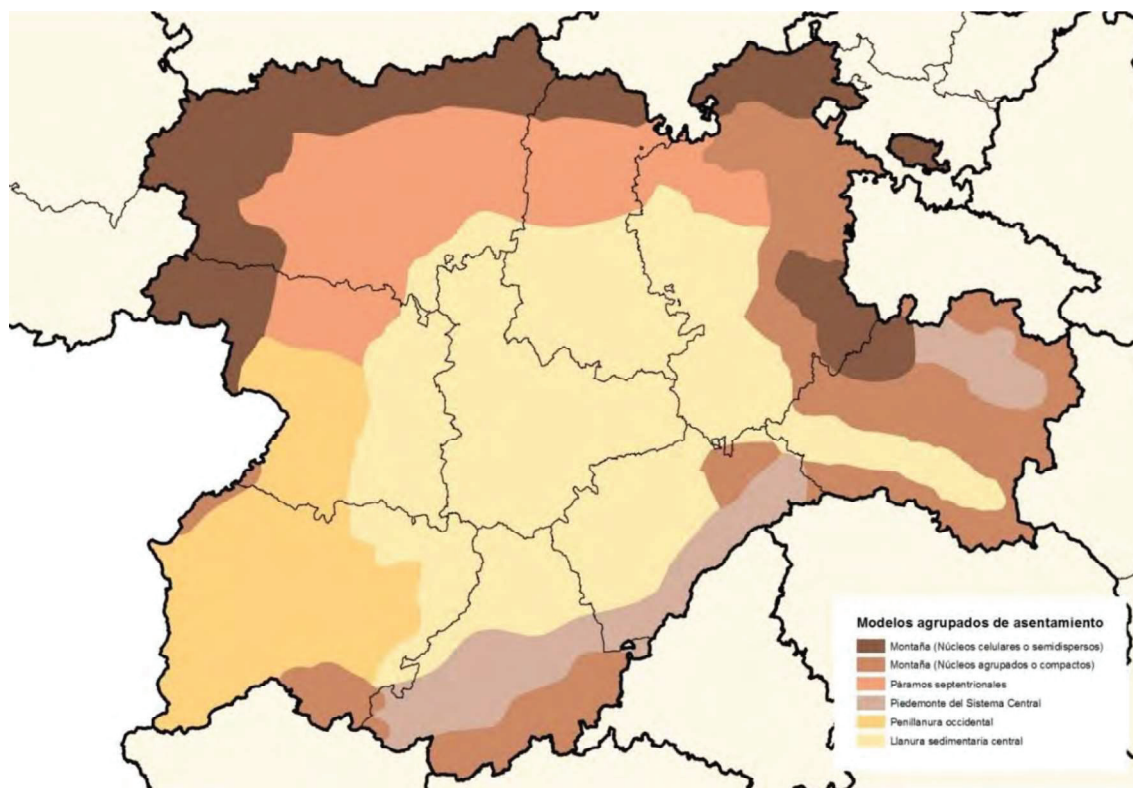 Modelos agrupados de asentamiento
Montaña (Núcleos celulares o semidispersos)
Montaña (Núcleos agrupados o compactos)
Páramos septentrionales
Piedemonte del Sistema Central
Penillanura occidental
Llanura sedimentaria central